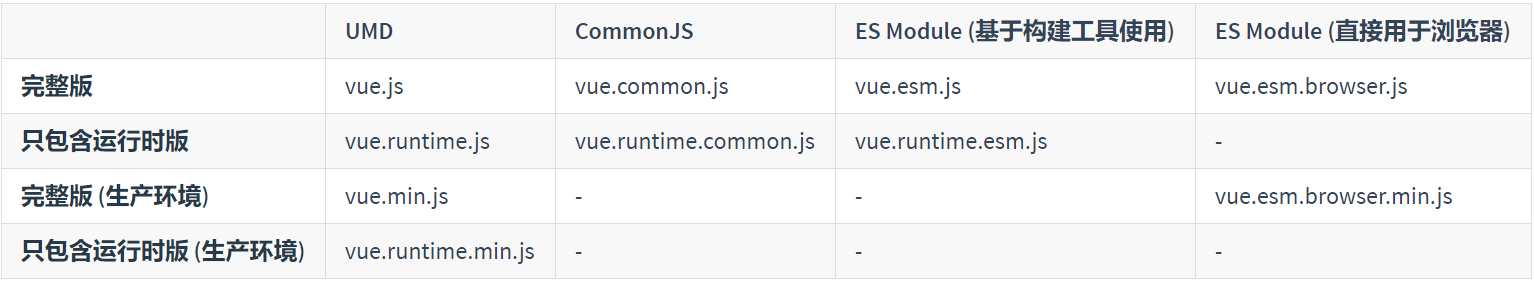 UMD CommonJS ES Module (基于构建工具使用) ES Module (直接用于浏览器)
完整版 vue.js vue.common.js vue.esm.js vue.esm.browser.js
只包含运行时版 vue.runtime.js vue.runtime.common.js vue.runtime.esm.js -
完整版 (生产环境) vue.min.js - - vue.esm.browser.min.js
只包含运行时版 (生产环境) vue.runtime.min.js - - -